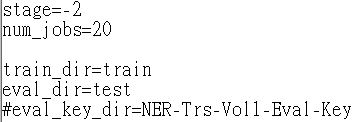 stage=-2
num_jobs=20

train_dir=train
eval_dir=test
#eval_key_dir=NER-Trs-Vol1-Eval-Key